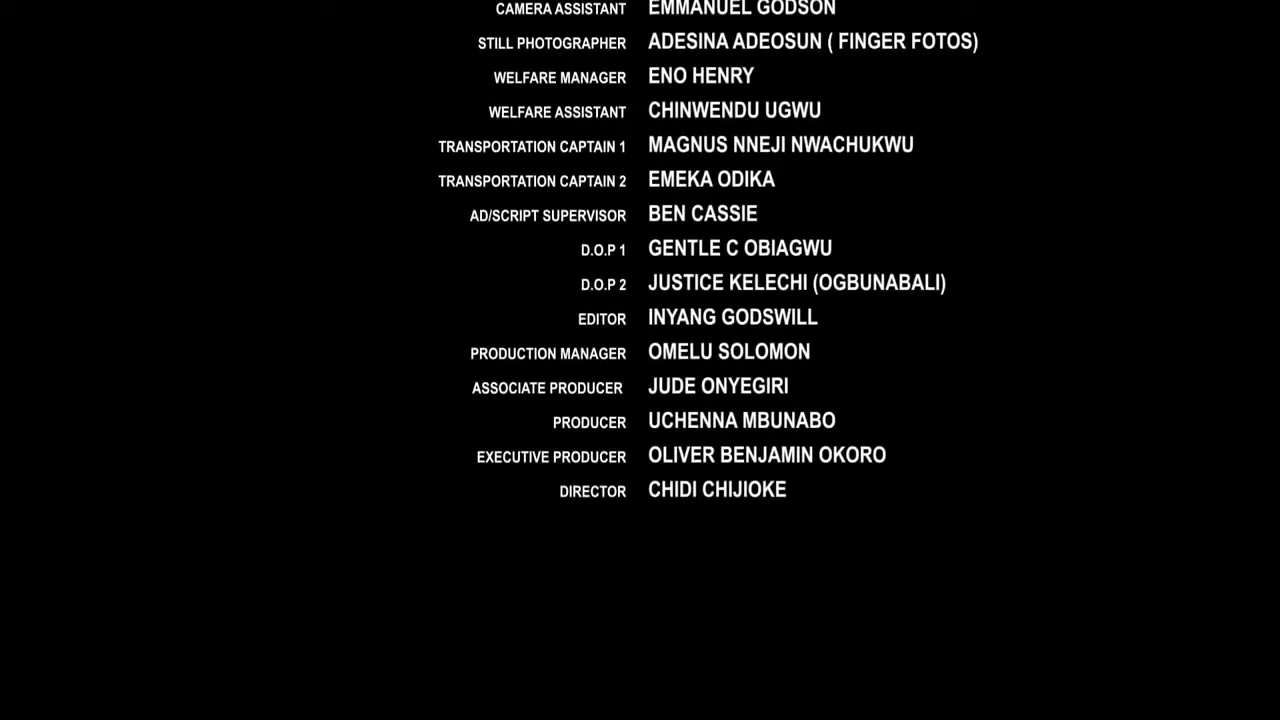 CAMERA ASSISTANT EMMANUEL GODSON
STILL PHOTOGRAPHER ADESINA ADEOSUN ( FINGER FOTOS)
WELFARE MANAGER ENO HENRY
WELFARE ASSISTANT CHINWENDU UGWU
TRANSPORTATION CAPTAIN 1 MAGNUS NNEJI NWACHUKWU
TRANSPORTATION CAPTAIN 2 EMEKA ODIKA
AD/SCRIPT SUPERVISOR BEN CASSIE
D.O.P 1 GENTLE C OBIAGWU
D.O.P 2 JUSTICE KELECHI (OGBUNABALI)
EDITOR INYANG GODSWILL
PRODUCTION MANAGER OMELU SOLOMON
ASSOCIATE PRODUCER JUDE ONYEGIRI
PRODUCER UCHENNA MBUNABO
EXECUTIVE PRODUCER OLIVER BENJAMIN OKORO
DIRECTOR CHIDI CHIJIOKE